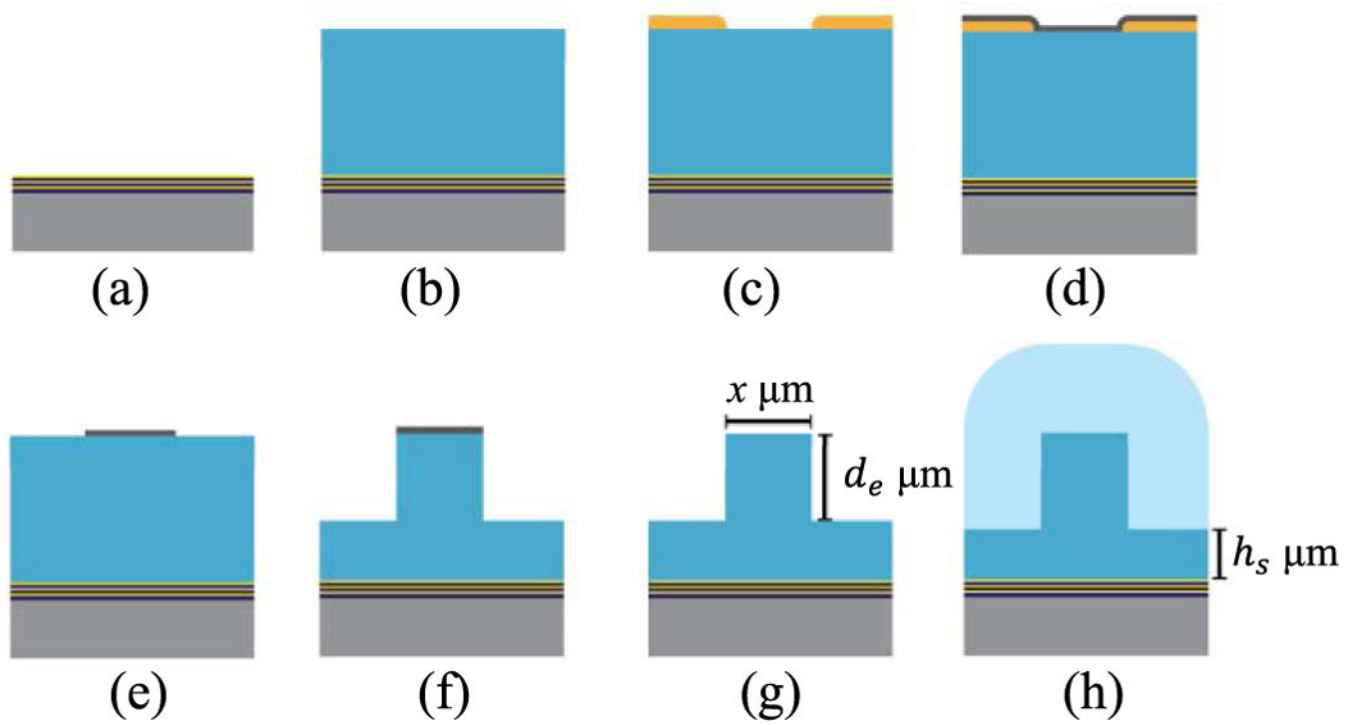 (a)
(b)
(c)
(d)
x μm
d_e μm
h_s μm
(e)
(f)
(g)
(h)